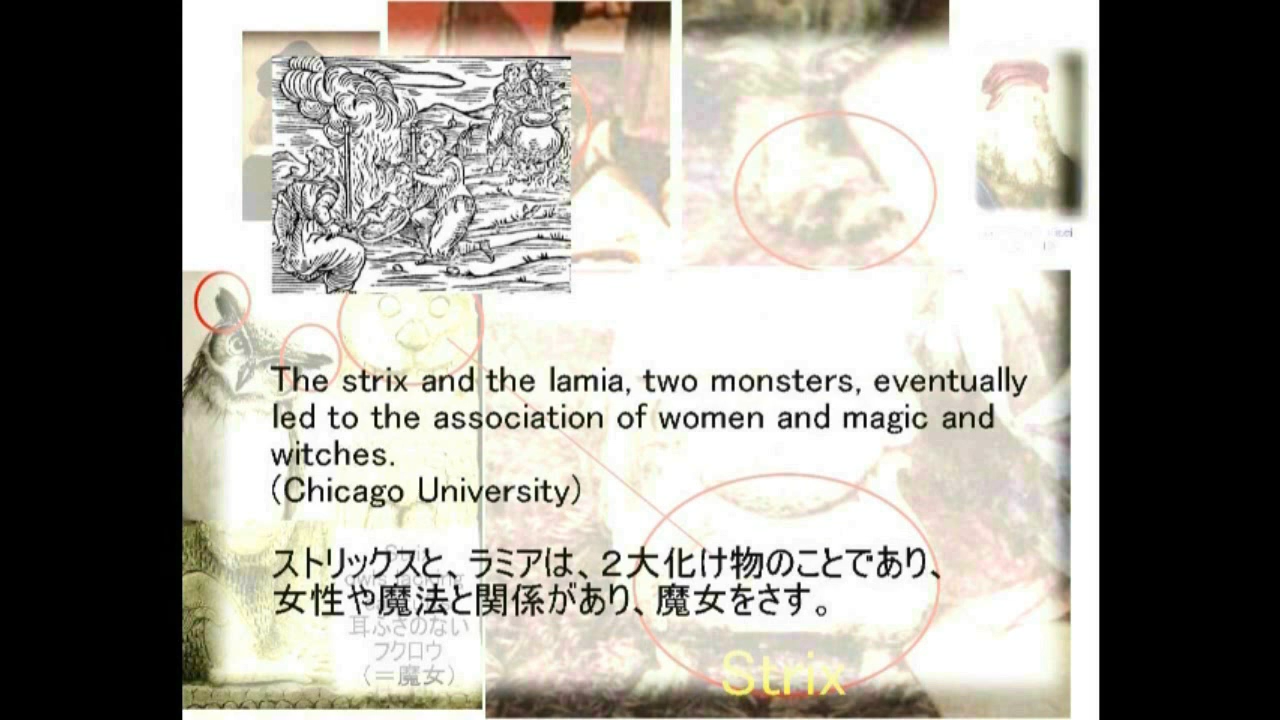 The strix and the lamia, two monsters, eventually
led to the association of women and magic and
witches.
(Chicago University)
ストリックスと、ラミアは、２大化け物のことであり、
女性や魔法と関係があり、魔女をさす。
耳ふさのない
フクロウ
（＝魔女）
Strix